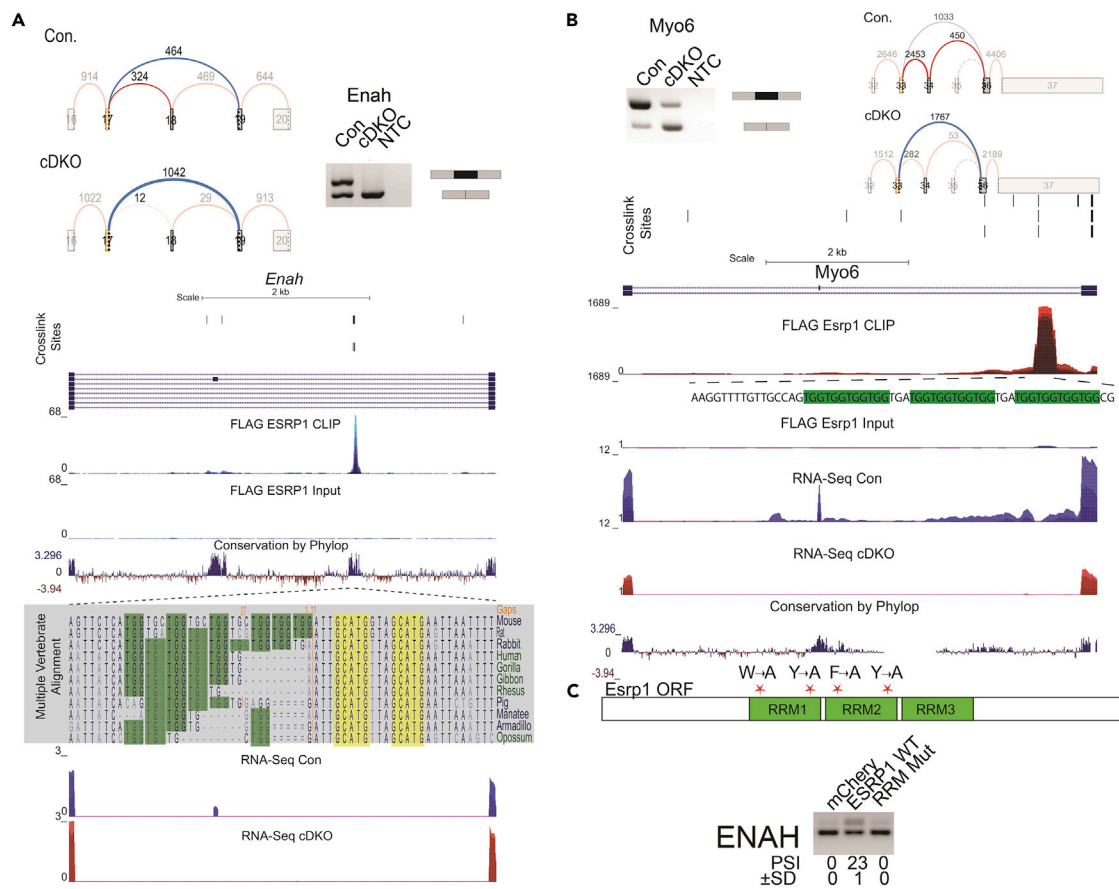 A
Con.
464
914
324
469
644
16
17
18
19
20
cDKO
1042
1022
12
29
913
16
17
18
19
20
Enah
Con
cDKO
NTC
Enah
Scale
2 kb
Crosslink
Sites
68
FLAG ESRP1 CLIP
0
68
FLAG ESRP1 Input
0
Conservation by Phylop
3.296
0
-3.94
Multiple Vertebrate
Alignment
Gaps
Mouse
Rat
Rabbit
Human
Gorilla
Gibbon
Rhesus
Pig
Manatee
Armadillo
Opossum
RNA-Seq Con
3
0
RNA-Seq cDKO
3
0
B
Myo6
Con
cDKO
NTC
Con.
1033
2646
2453
450
4406
32
33
34
35
36
37
cDKO
1767
1512
282
53
2189
32
33
34
35
36
37
Crosslink
Sites
Scale
2 kb
Myo6
1689
FLAG Esrp1 CLIP
0
1689
AAGGTTTTGTTGCCAGTGGTGGTGGTGGTGATGGTGGTGGTGGTGATGGTGGTGGTGGCG
FLAG Esrp1 Input
12
1
RNA-Seq Con
12
1
RNA-Seq cDKO
1
Conservation by Phylop
3.296
0
-3.94
C
W→A Y→A F→A Y→A
Esrp1 ORF
RRM1
RRM2
RRM3
mCherry
ESRP1 WT
RRM Mut
ENAH
PSI 0 23 0
±SD 0 1 0